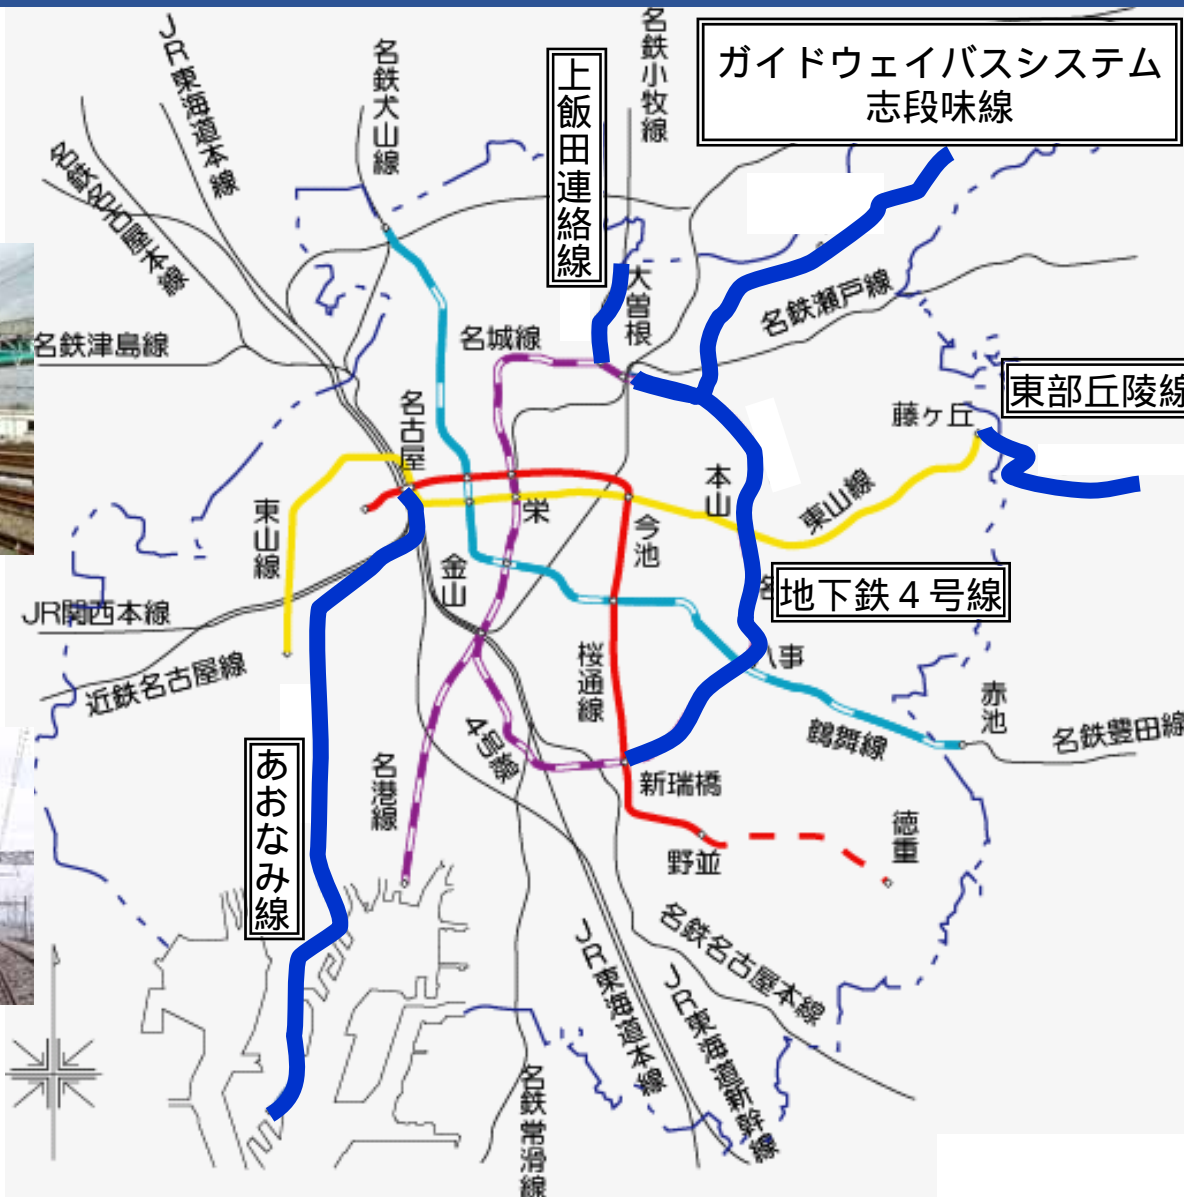 ガイドウェイバスシステム
志段味線
上飯田連絡線
名鉄小牧線
名鉄犬山線
JR東海道本線
名鉄名古屋本線
大曽根
名鉄瀬戸線
名城線
名鉄津島線
東部丘陵線
藤ヶ丘
名古屋
本山
東山線
栄
今池
東山線
金山
地下鉄４号線
JR関西本線
近鉄名古屋線
桜通線
八事
赤池
名鉄豊田線
鶴舞線
4号線
名港線
新瑞橋
あおなみ線
野並
徳重
名鉄名古屋本線
JR東海道本線
JR東海道新幹線
名鉄常滑線